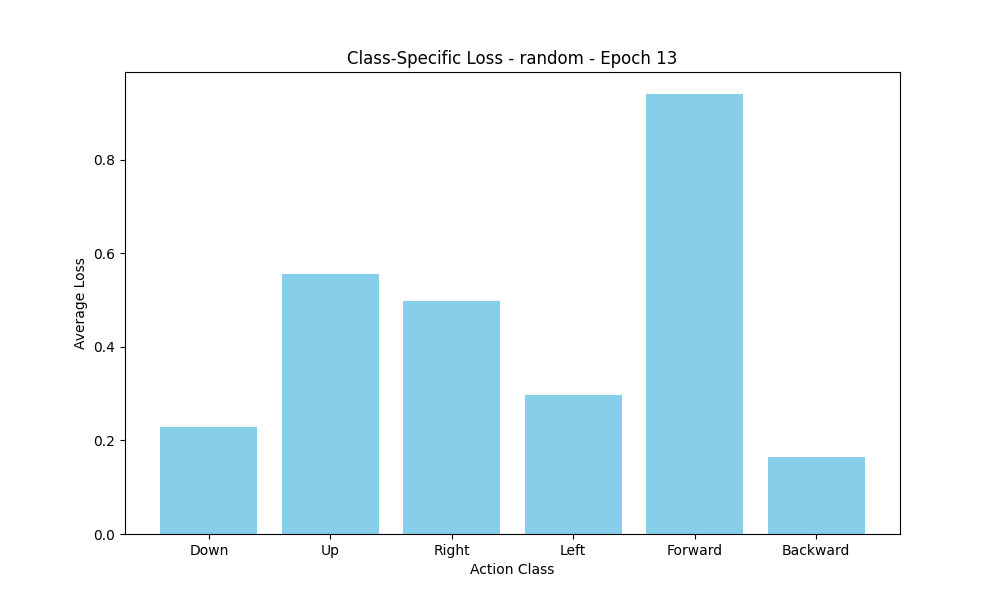 Class-Specific Loss - random - Epoch 13
Average Loss
0.8
0.6
0.4
0.2
0.0
Down Up Right Left Forward Backward
Action Class